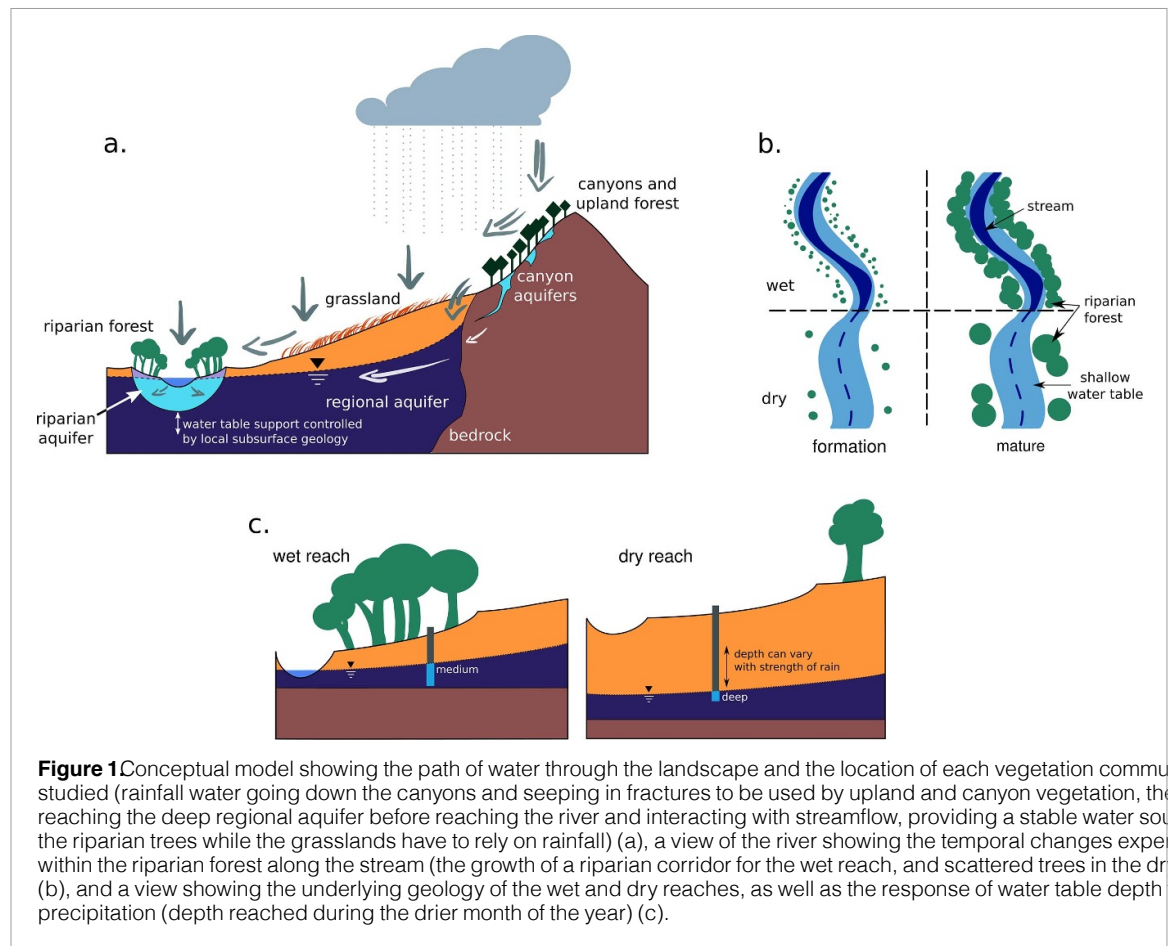 a.
canyons and
upland forest
canyon
aquifers
grassland
riparian forest
regional aquifer
riparian
aquifer
water table support controlled
by local subsurface geology
bedrock
b.
stream
wet
riparian
forest
shallow
water table
dry
formation
mature
c.
wet reach
medium
dry reach
depth can vary
with strength of rain
deep
Figure 1. Conceptual model showing the path of water through the landscape and the location of each vegetation commu
studied (rainfall water going down the canyons and seeping in fractures to be used by upland and canyon vegetation, the
reaching the deep regional aquifer before reaching the river and interacting with streamflow, providing a stable water sou
the riparian trees while the grasslands have to rely on rainfall) (a), a view of the river showing the temporal changes exper
within the riparian forest along the stream (the growth of a riparian corridor for the wet reach, and scattered trees in the dr
(b), and a view showing the underlying geology of the wet and dry reaches, as well as the response of water table depth
precipitation (depth reached during the drier month of the year) (c).